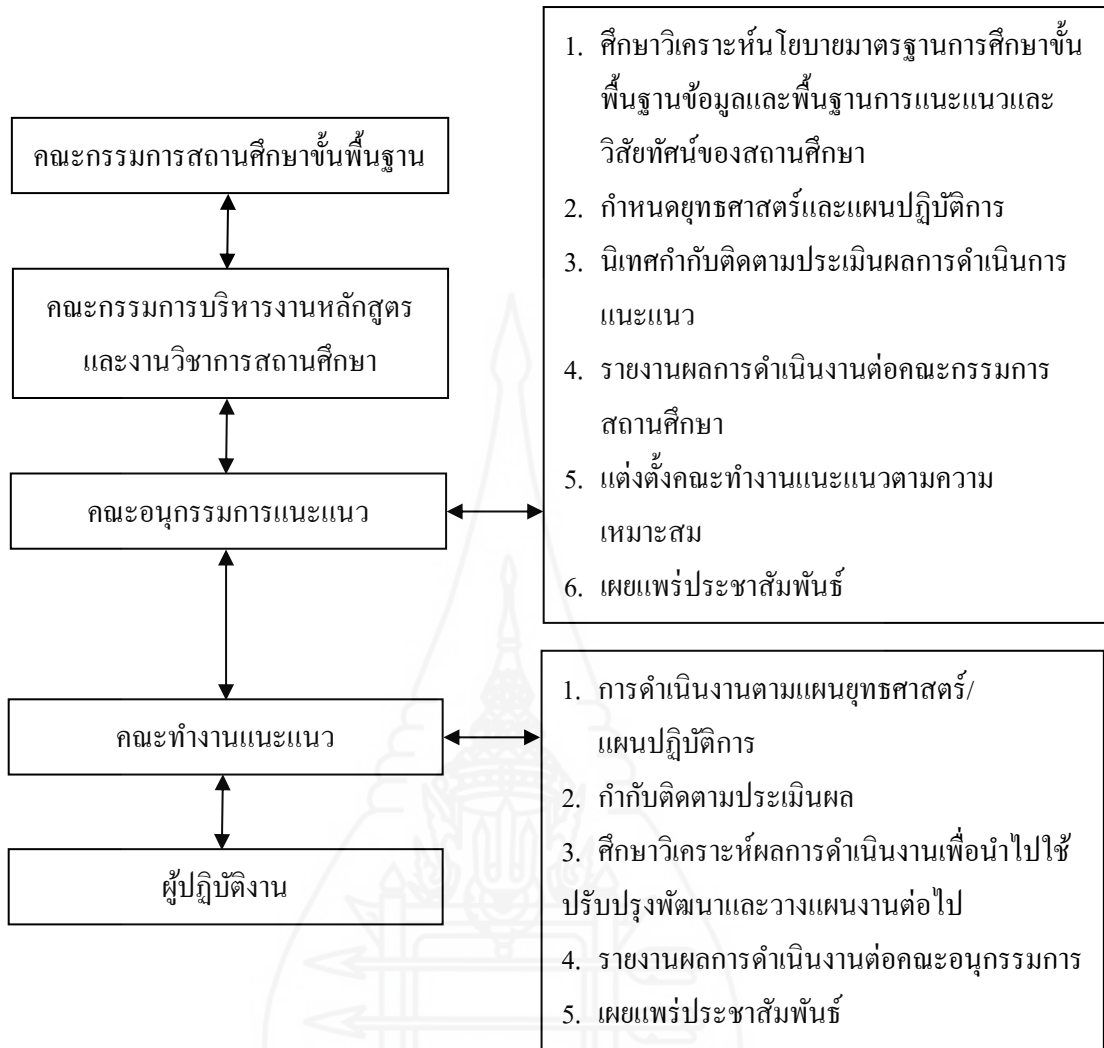 คณะกรรมการสถานศึกษาขั้นพื้นฐาน
คณะกรรมการบริหารงานหลักสูตร
และงานวิชาการสถานศึกษา
คณะอนุกรรมการแนะแนว
1. ศึกษาวิเคราะห์นโยบายมาตรฐานการศึกษาขั้น
พื้นฐานข้อมูลและพื้นฐานการแนะแนวและ
วิสัยทัศน์ของสถานศึกษา
2. กำหนดยุทธศาสตร์และแผนปฏิบัติการ
3. นิเทศกำกับติดตามประเมินผลการดำเนินการ
แนะแนว
4. รายงานผลการดำเนินงานต่อคณะกรรมการ
สถานศึกษา
5. แต่งตั้งคณะทำงานแนะแนวตามความ
เหมาะสม
6. เผยแพร่ประชาสัมพันธ์
คณะทำงานแนะแนว
ผู้ปฏิบัติงาน
1. การดำเนินงานตามแผนยุทธศาสตร์/
แผนปฏิบัติการ
2. กำกับติดตามประเมินผล
3. ศึกษาวิเคราะห์ผลการดำเนินงานเพื่อนำไปใช้
ปรับปรุงพัฒนาและวางแผนงานต่อไป
4. รายงานผลการดำเนินงานต่อคณะอนุกรรมการ
5. เผยแพร่ประชาสัมพันธ์